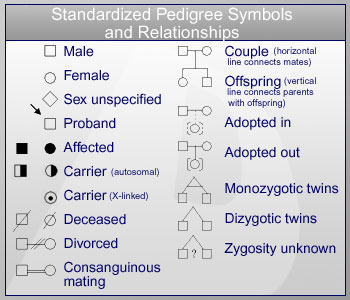 Standardized Pedigree Symbols
and Relationships
Male
Female
Sex unspecified
Proband
Affected
Carrier (autosomal)
Carrier (X-linked)
Deceased
Divorced
Consanguinous
mating
Couple (horizontal
line connects mates)
Offspring (vertical
line connects parents
with offspring)
Adopted in
Adopted out
Monozygotic twins
Dizygotic twins
?
Zygosity unknown